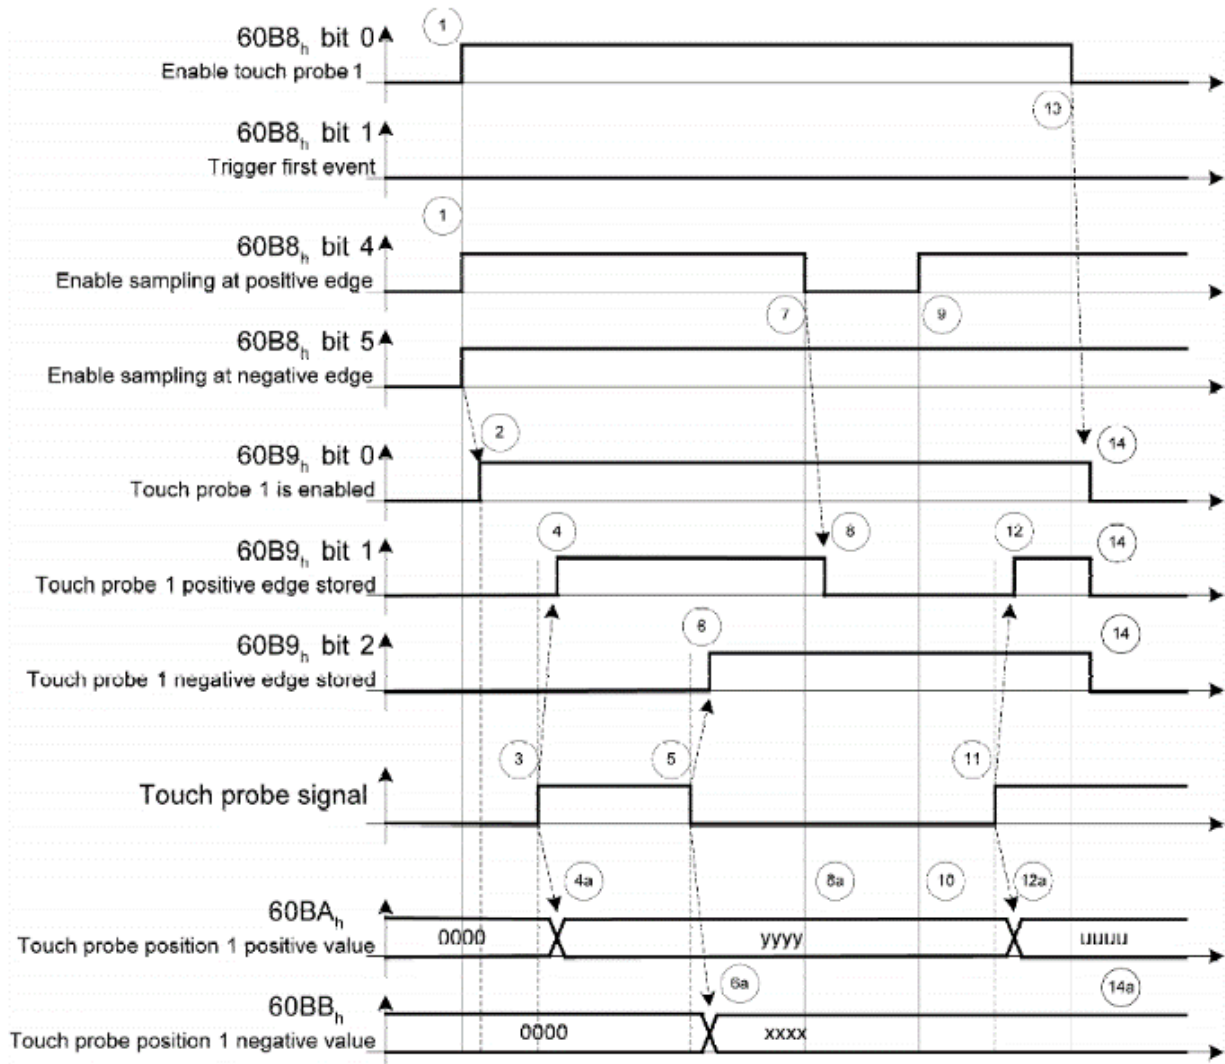 1
60B8h bit 0
Enable touch probe 1
13
60B8h bit 1
Trigger first event
1
60B8h bit 4
Enable sampling at positive edge
7
9
60B8h bit 5
Enable sampling at negative edge
2
14
60B9h bit 0
Touch probe 1 is enabled
4
8
12
14
60B9h bit 1
Touch probe 1 positive edge stored
6
14
60B9h bit 2
Touch probe 1 negative edge stored
3
5
11
Touch probe signal
4a
8a
10
12a
60BAh
Touch probe position 1 positive value
0000
yyyy
uuuu
6a
14a
60BBh
Touch probe position 1 negative value
0000
xxxx